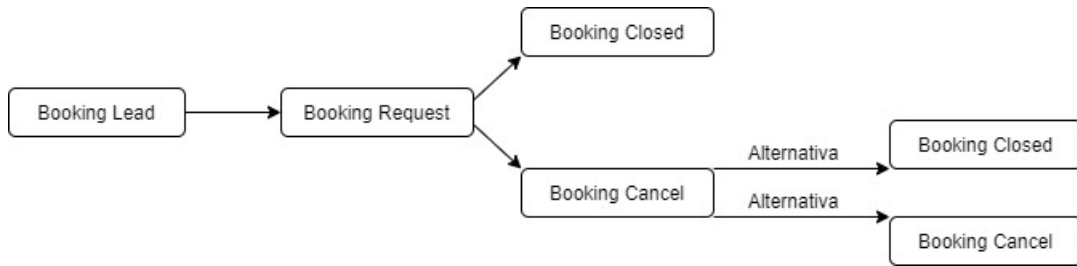 Booking Closed
Booking Lead
Booking Request
Booking Cancel
Alternativa
Booking Closed
Alternativa
Booking Cancel